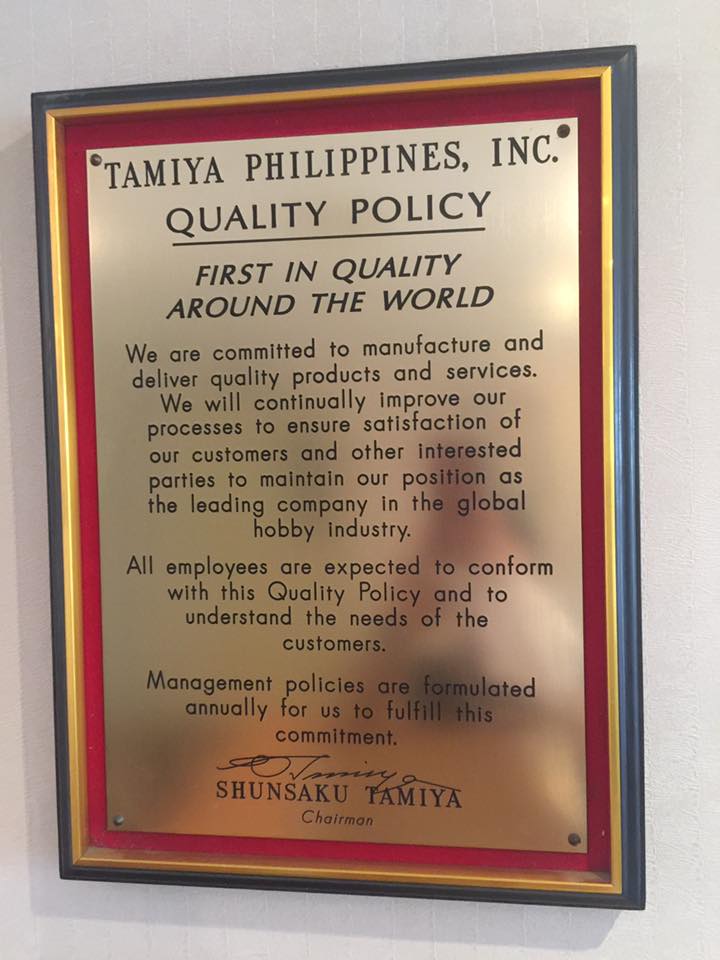 TAMIYA PHILIPPINES, INC.
QUALITY POLICY
FIRST IN QUALITY
AROUND THE WORLD
We are committed to manufacture and
deliver quality products and services.
We will continually improve our
processes to ensure satisfaction of
our customers and other interested
parties to maintain our position as
the leading company in the global
hobby industry.
All employees are expected to conform
with this Quality Policy and to
understand the needs of the
customers.
Management policies are formulated
annually for us to fulfill this
commitment.
S. Tamiya
SHUNSAKU TAMIYA
Chairman